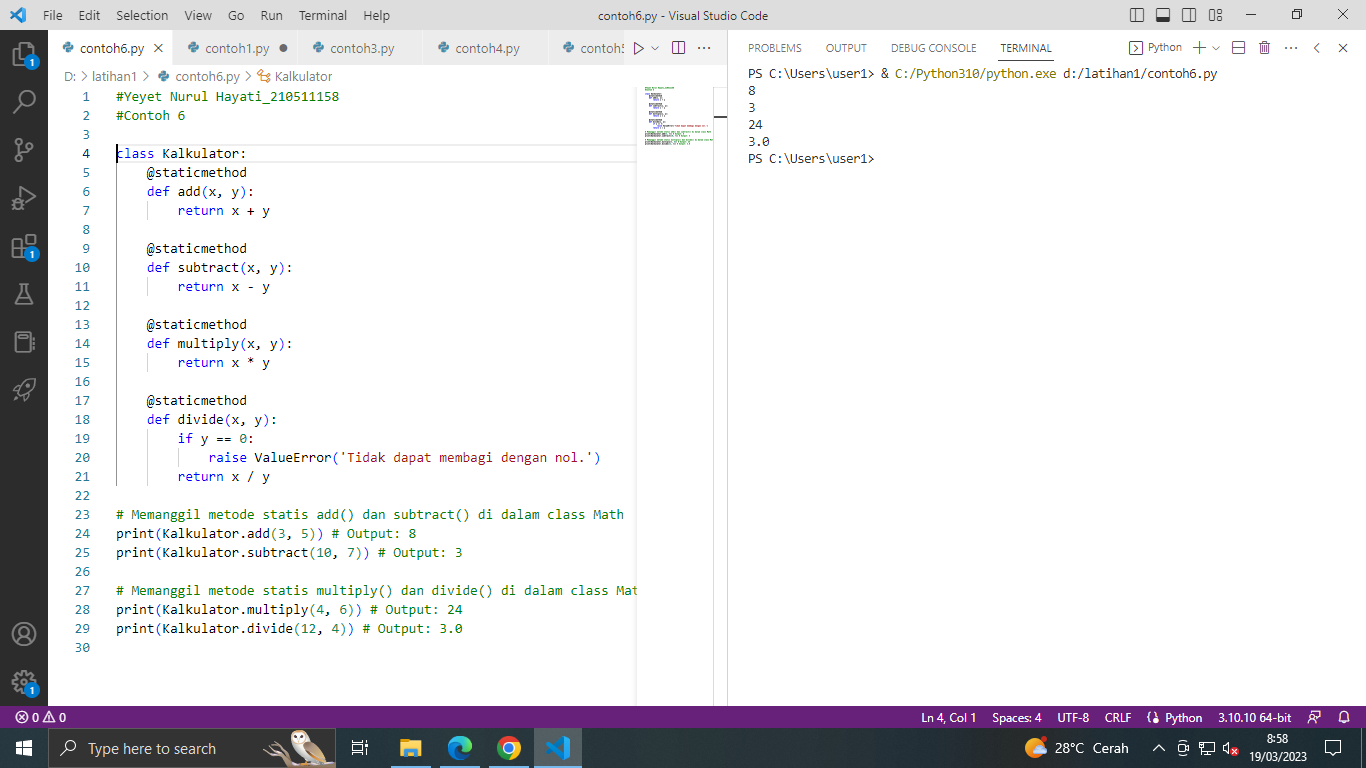 File Edit Selection View Go Run Terminal Help contoh6.py - Visual Studio Code
contoh6.py contoh1.py contoh3.py contoh4.py contoh5
D: > latihan1 > contoh6.py > Kalkulator
1 #Yeyet Nurul Hayati_210511158
2 #Contoh 6
3
4 class Kalkulator:
5     @staticmethod
6     def add(x, y):
7         return x + y
8
9     @staticmethod
10     def subtract(x, y):
11         return x - y
12
13     @staticmethod
14     def multiply(x, y):
15         return x * y
16
17     @staticmethod
18     def divide(x, y):
19         if y == 0:
20             raise ValueError('Tidak dapat membagi dengan nol.')
21         return x / y
22
23 # Memanggil metode statis add() dan subtract() di dalam class Math
24 print(Kalkulator.add(3, 5)) # Output: 8
25 print(Kalkulator.subtract(10, 7)) # Output: 3
26
27 # Memanggil metode statis multiply() dan divide() di dalam class Mat
28 print(Kalkulator.multiply(4, 6)) # Output: 24
29 print(Kalkulator.divide(12, 4)) # Output: 3.0
30
PROBLEMS OUTPUT DEBUG CONSOLE TERMINAL Python
PS C:\Users\user1> & C:/Python310/python.exe d:/latihan1/contoh6.py
8
3
24
3.0
PS C:\Users\user1>
1
1
1
0 0 Ln 4, Col 1 Spaces: 4 UTF-8 CRLF Python 3.10.10 64-bit
Type here to search 28°C Cerah 8:58
19/03/2023